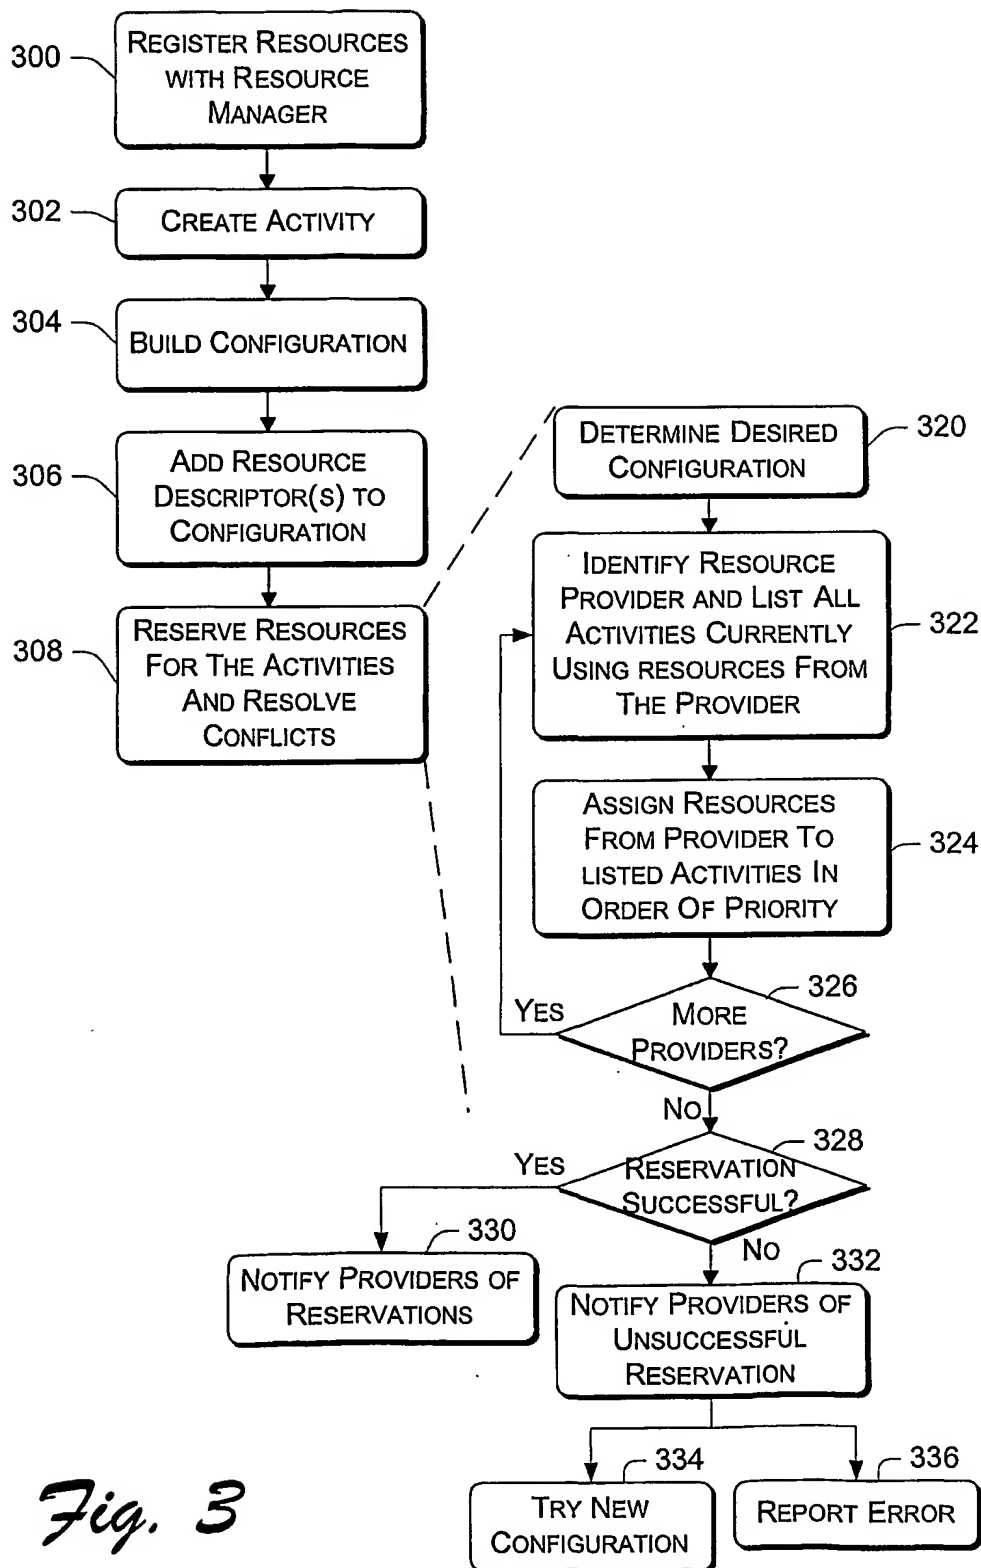 300
REGISTER RESOURCES
WITH RESOURCE
MANAGER
302
CREATE ACTIVITY
304
BUILD CONFIGURATION
306
ADD RESOURCE
DESCRIPTOR(S) TO
CONFIGURATION
308
RESERVE RESOURCES
FOR THE ACTIVITIES
AND RESOLVE
CONFLICTS
DETERMINE DESIRED
CONFIGURATION
320
IDENTIFY RESOURCE
PROVIDER AND LIST ALL
ACTIVITIES CURRENTLY
USING RESOURCES FROM
THE PROVIDER
322
ASSIGN RESOURCES
FROM PROVIDER TO
LISTED ACTIVITIES IN
ORDER OF PRIORITY
324
326
YES
MORE
PROVIDERS?
NO
328
YES
RESERVATION
SUCCESSFUL?
NO
330
NOTIFY PROVIDERS OF
RESERVATIONS
332
NOTIFY PROVIDERS OF
UNSUCCESSFUL
RESERVATION
334
TRY NEW
CONFIGURATION
336
REPORT ERROR
Fig. 3